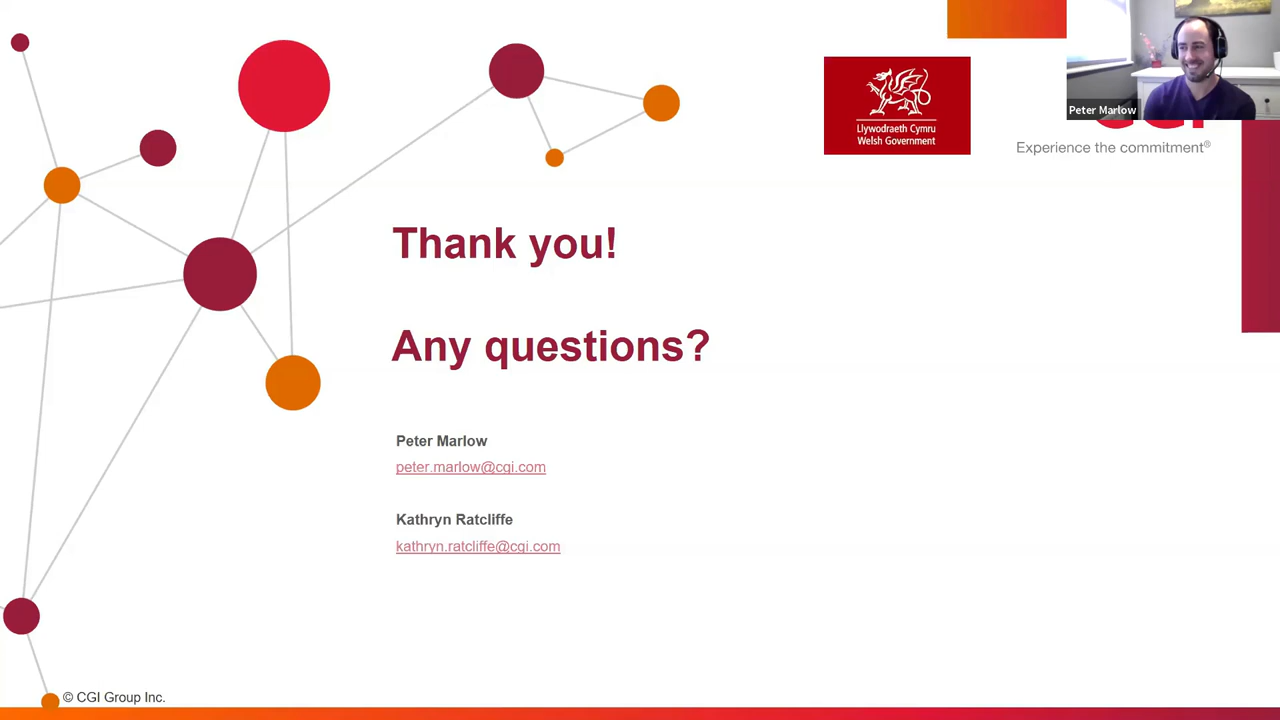 Llywodraeth Cymru
Welsh Government
Peter Marlow
Experience the commitment®
Thank you!
Any questions?
Peter Marlow
peter.marlow@cgi.com
Kathryn Ratcliffe
kathryn.ratcliffe@cgi.com
© CGI Group Inc.